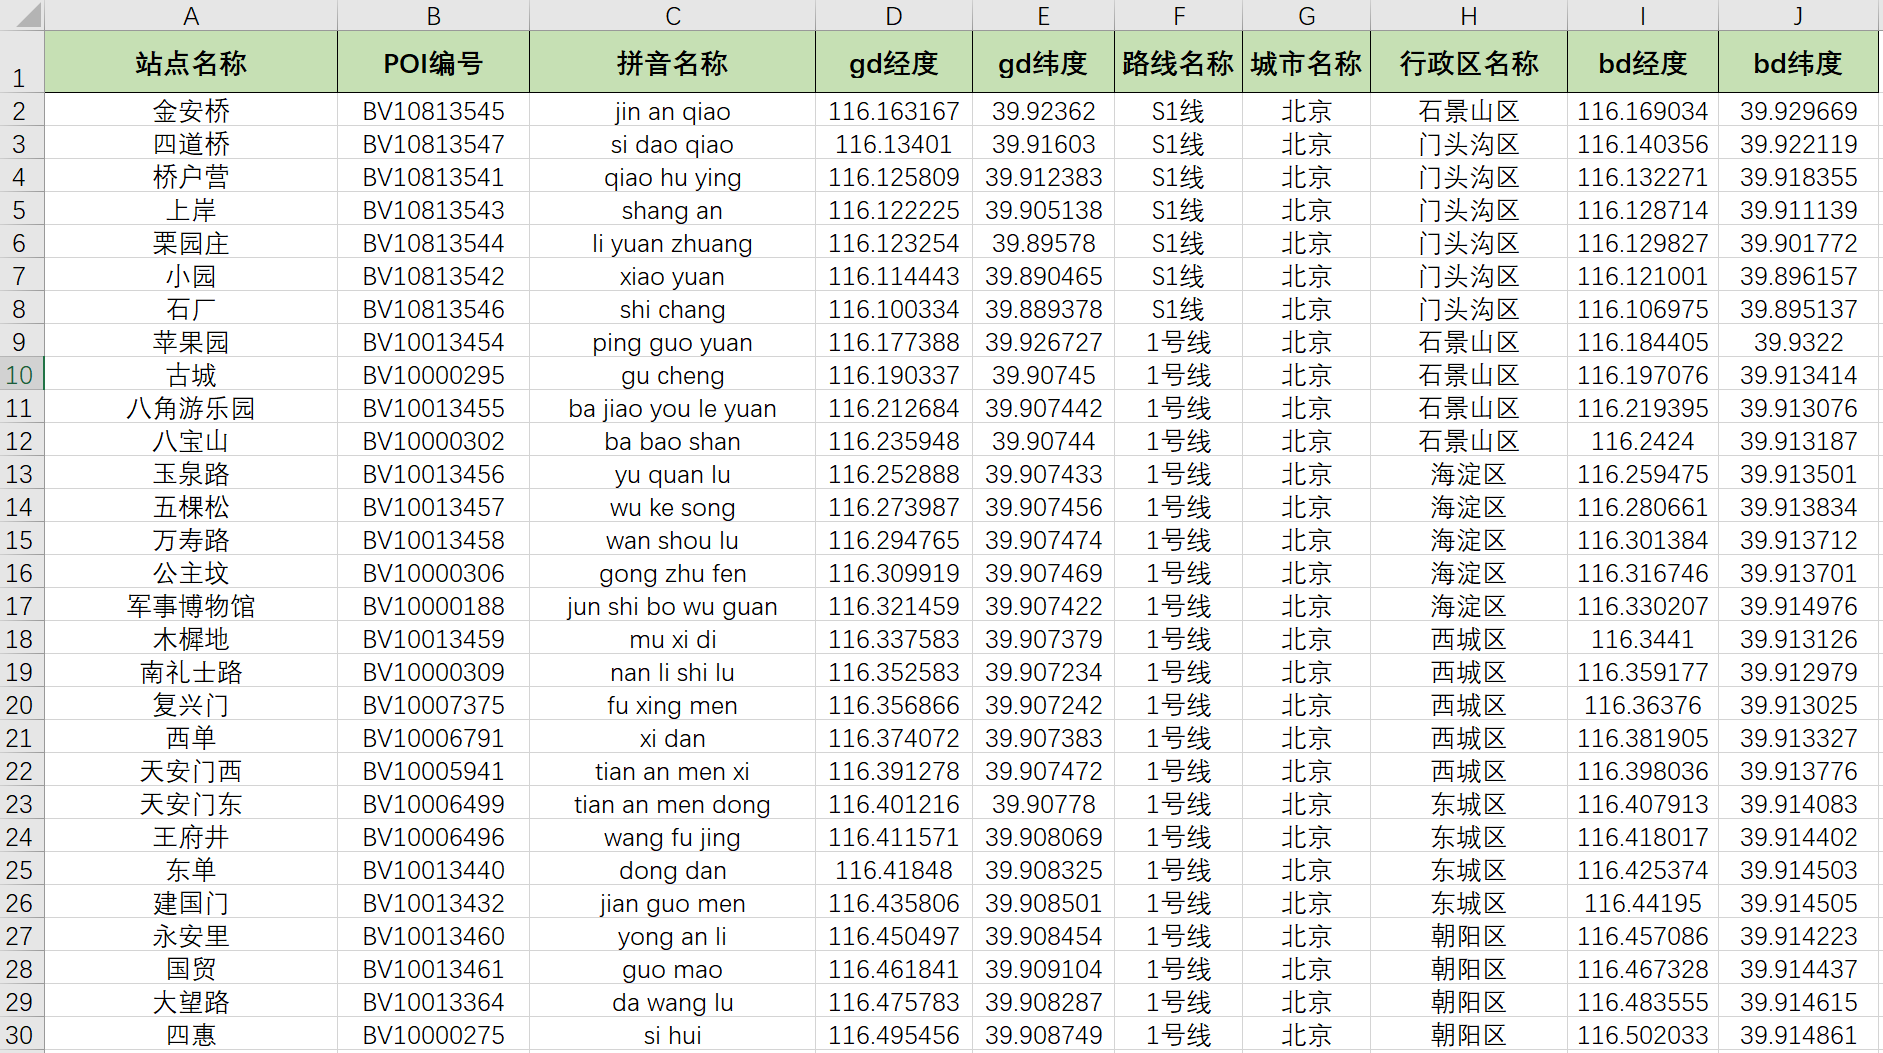 A B C D E F G H I J
1 站点名称 POI编号 拼音名称 gd经度 gd纬度 路线名称 城市名称 行政区名称 bd经度 bd纬度
2 金安桥 BV10813545 jin an qiao 116.163167 39.92362 S1线 北京 石景山区 116.169034 39.929669
3 四道桥 BV10813547 si dao qiao 116.13401 39.91603 S1线 北京 门头沟区 116.140356 39.922119
4 桥户营 BV10813541 qiao hu ying 116.125809 39.912383 S1线 北京 门头沟区 116.132271 39.918355
5 上岸 BV10813543 shang an 116.122225 39.905138 S1线 北京 门头沟区 116.128714 39.911139
6 栗园庄 BV10813544 li yuan zhuang 116.123254 39.89578 S1线 北京 门头沟区 116.129827 39.901772
7 小园 BV10813542 xiao yuan 116.114443 39.890465 S1线 北京 门头沟区 116.121001 39.896157
8 石厂 BV10813546 shi chang 116.100334 39.889378 S1线 北京 门头沟区 116.106975 39.895137
9 苹果园 BV10013454 ping guo yuan 116.177388 39.926727 1号线 北京 石景山区 116.184405 39.9322
10 古城 BV10000295 gu cheng 116.190337 39.90745 1号线 北京 石景山区 116.197076 39.913414
11 八角游乐园 BV10013455 ba jiao you le yuan 116.212684 39.907442 1号线 北京 石景山区 116.219395 39.913076
12 八宝山 BV10000302 ba bao shan 116.235948 39.90744 1号线 北京 石景山区 116.2424 39.913187
13 玉泉路 BV10013456 yu quan lu 116.252888 39.907433 1号线 北京 海淀区 116.259475 39.913501
14 五棵松 BV10013457 wu ke song 116.273987 39.907456 1号线 北京 海淀区 116.280661 39.913834
15 万寿路 BV10013458 wan shou lu 116.294765 39.907474 1号线 北京 海淀区 116.301384 39.913712
16 公主坟 BV10000306 gong zhu fen 116.309919 39.907469 1号线 北京 海淀区 116.316746 39.913701
17 军事博物馆 BV10000188 jun shi bo wu guan 116.321459 39.907422 1号线 北京 海淀区 116.330207 39.914976
18 木樨地 BV10013459 mu xi di 116.337583 39.907379 1号线 北京 西城区 116.3441 39.913126
19 南礼士路 BV10000309 nan li shi lu 116.352583 39.907234 1号线 北京 西城区 116.359177 39.912979
20 复兴门 BV10007375 fu xing men 116.356866 39.907242 1号线 北京 西城区 116.36376 39.913025
21 西单 BV10006791 xi dan 116.374072 39.907383 1号线 北京 西城区 116.381905 39.913327
22 天安门西 BV10005941 tian an men xi 116.391278 39.907472 1号线 北京 西城区 116.398036 39.913776
23 天安门东 BV10006499 tian an men dong 116.401216 39.90778 1号线 北京 东城区 116.407913 39.914083
24 王府井 BV10006496 wang fu jing 116.411571 39.908069 1号线 北京 东城区 116.418017 39.914402
25 东单 BV10013440 dong dan 116.41848 39.908325 1号线 北京 东城区 116.425374 39.914503
26 建国门 BV10013432 jian guo men 116.435806 39.908501 1号线 北京 东城区 116.44195 39.914505
27 永安里 BV10013460 yong an li 116.450497 39.908454 1号线 北京 朝阳区 116.457086 39.914223
28 国贸 BV10013461 guo mao 116.461841 39.909104 1号线 北京 朝阳区 116.467328 39.914437
29 大望路 BV10013364 da wang lu 116.475783 39.908287 1号线 北京 朝阳区 116.483555 39.914615
30 四惠 BV10000275 si hui 116.495456 39.908749 1号线 北京 朝阳区 116.502033 39.914861